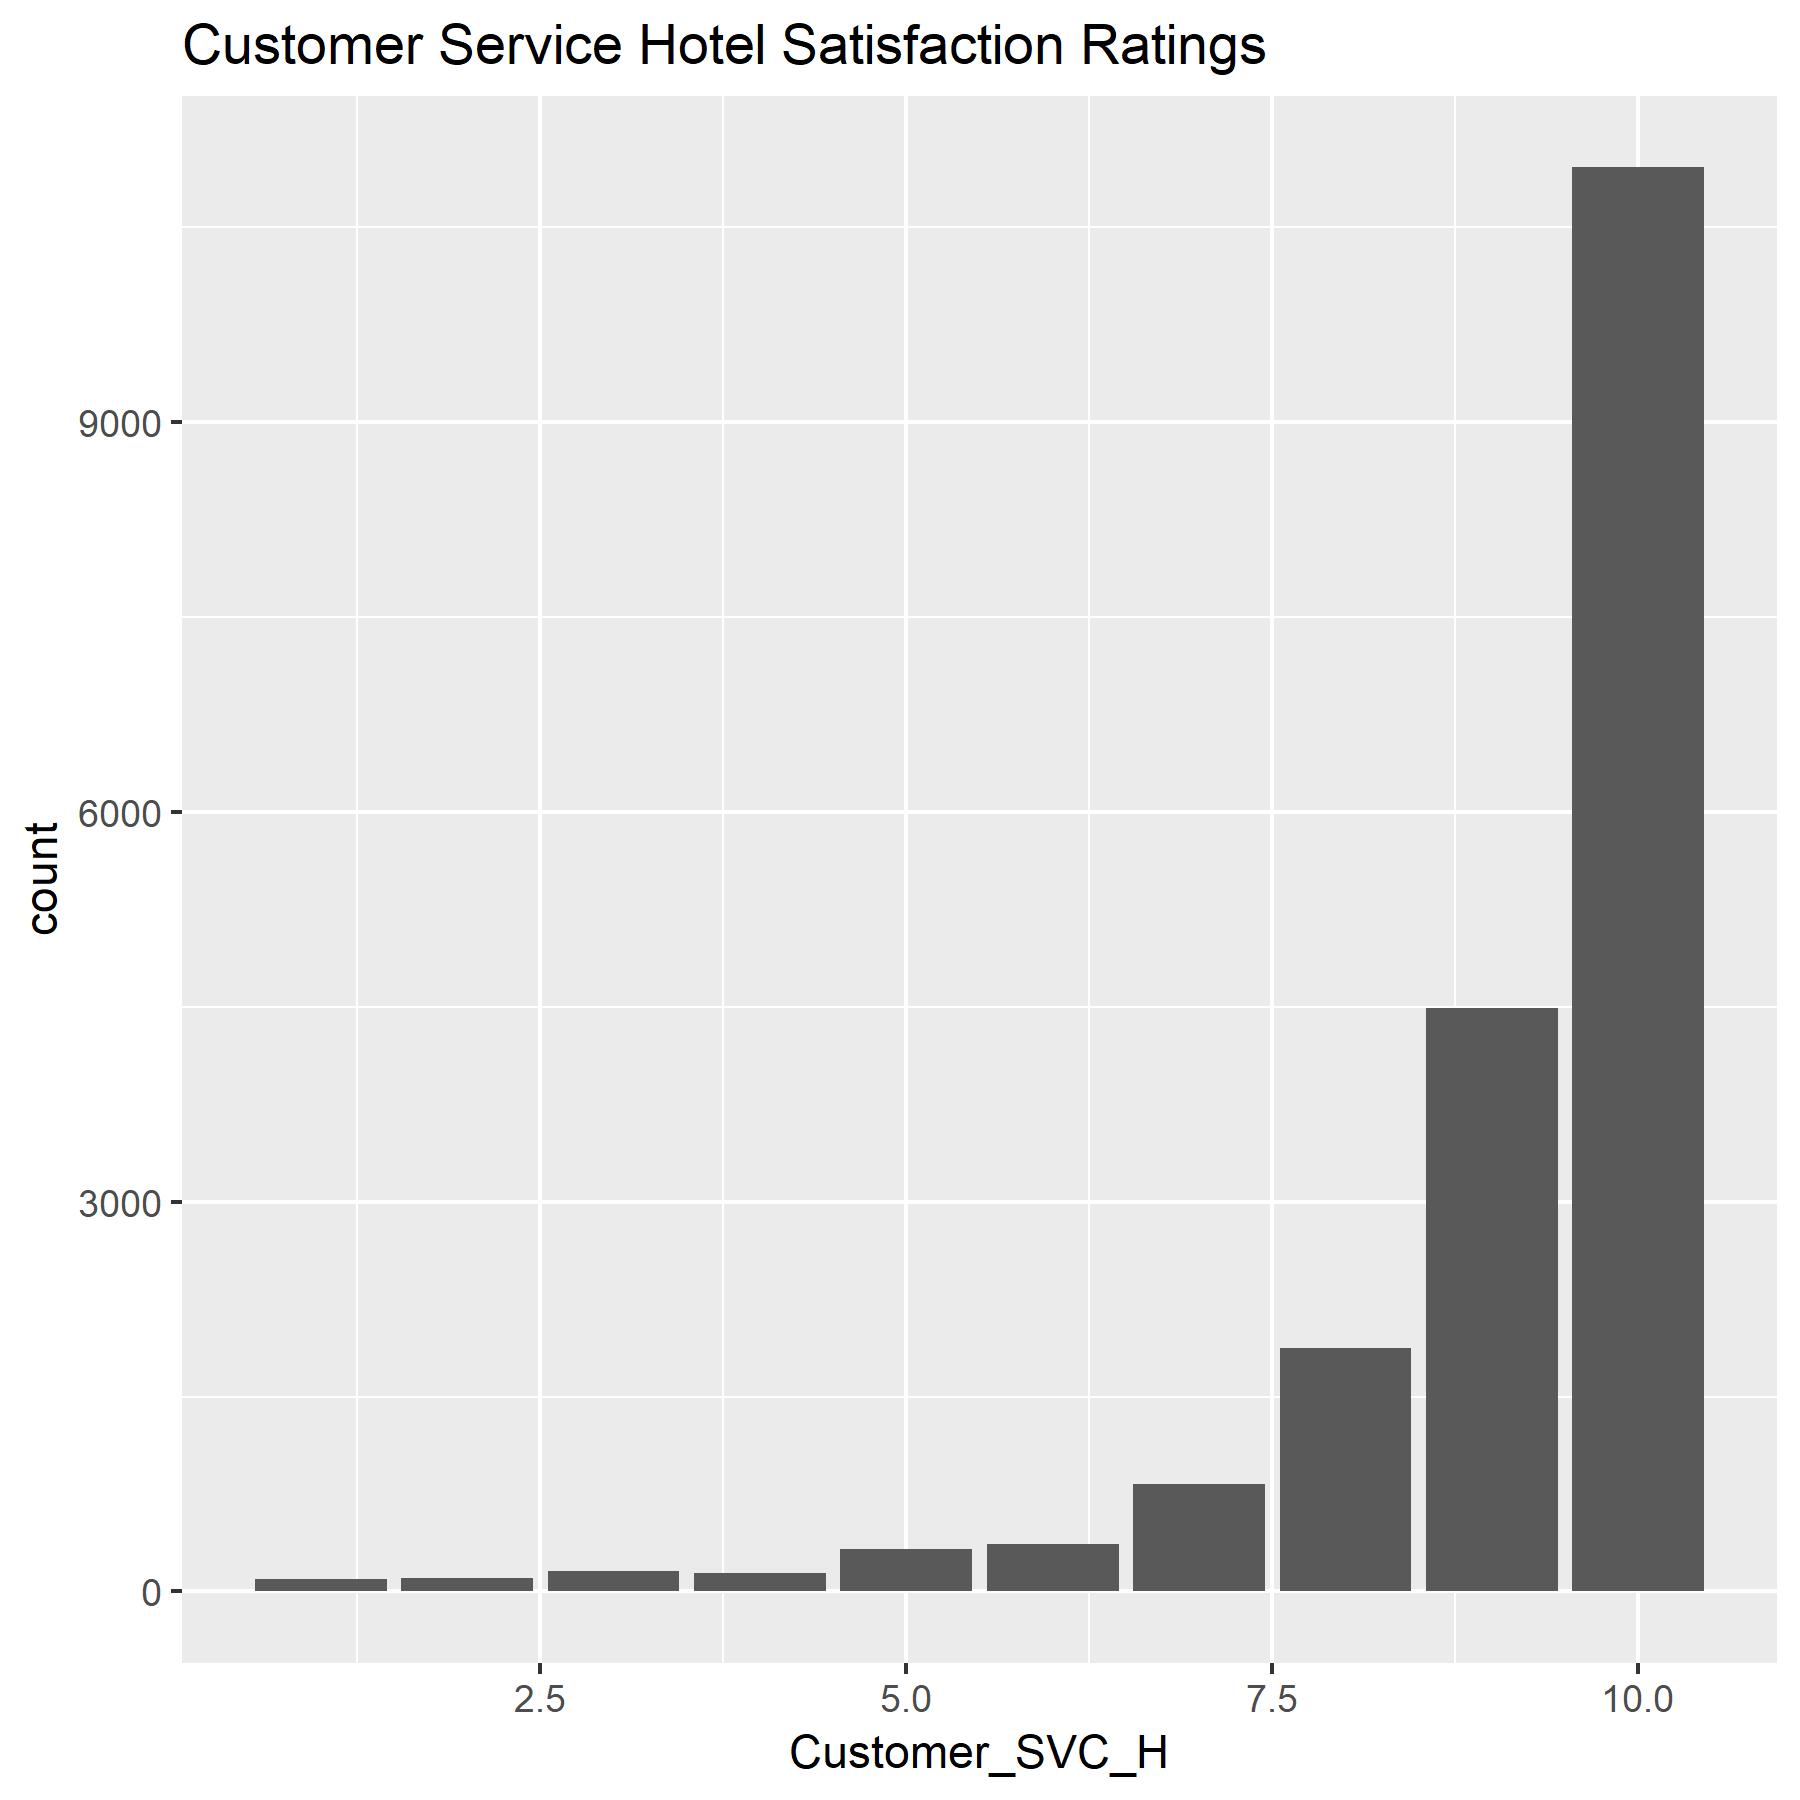 Customer Service Hotel Satisfaction Ratings
count
9000
6000
3000
0
2.5 5.0 7.5 10.0
Customer_SVC_H